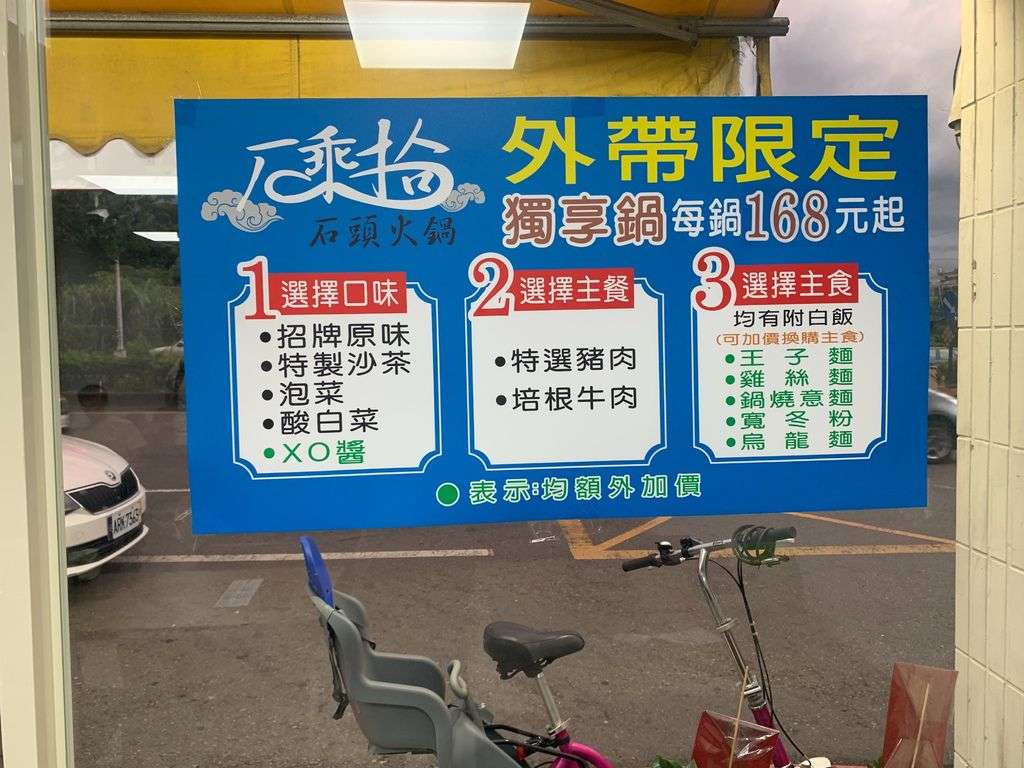 石乘拾
石頭火鍋
外帶限定
獨享鍋 每鍋168元起
1 選擇口味
•招牌原味
•特製沙茶
•泡菜
•酸白菜
•XO醬
2 選擇主餐
•特選豬肉
•培根牛肉
3 選擇主食
均有附白飯
(可加價換購主食)
•王子麵
•雞絲麵
•鍋燒意麵
•寬冬粉
•烏龍麵
●表示:均額外加價